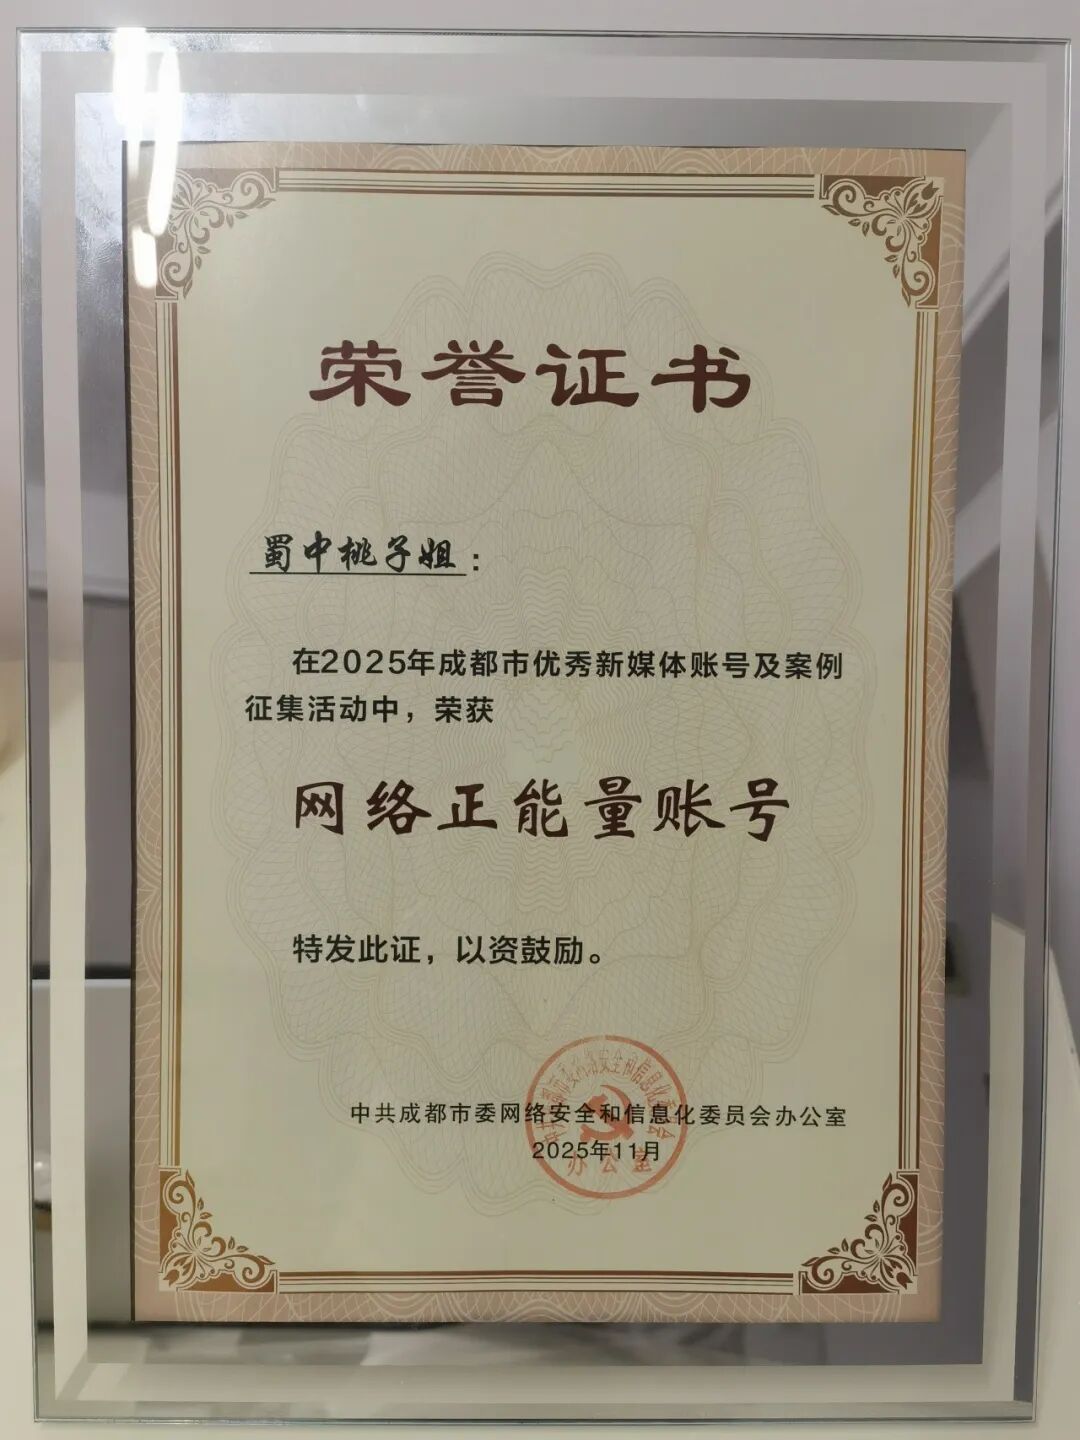 荣誉证书
蜀中桃子姐：
在2025年成都市优秀新媒体账号及案例
征集活动中，荣获
网络正能量账号
特发此证，以资鼓励。
中共成都市委网络安全和信息化委员会办公室
2025年11月
办公室